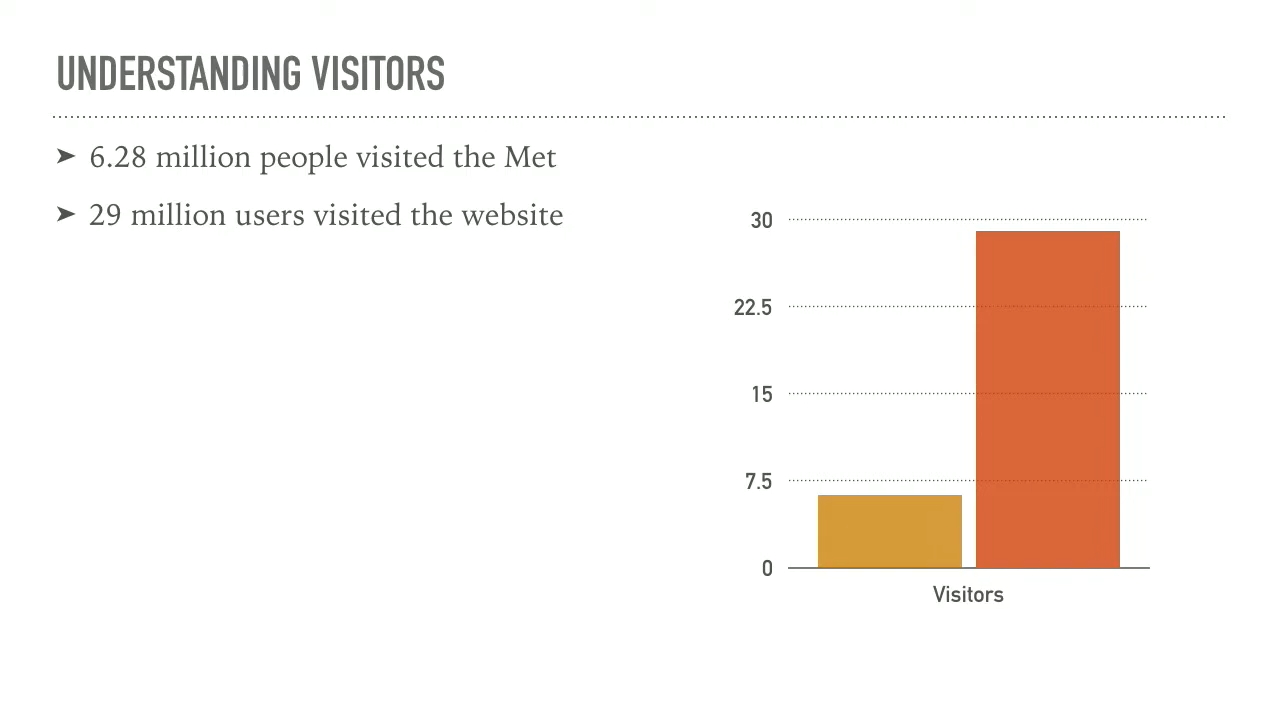 UNDERSTANDING VISITORS
➤ 6.28 million people visited the Met
➤ 29 million users visited the website
30
22.5
15
7.5
0
Visitors